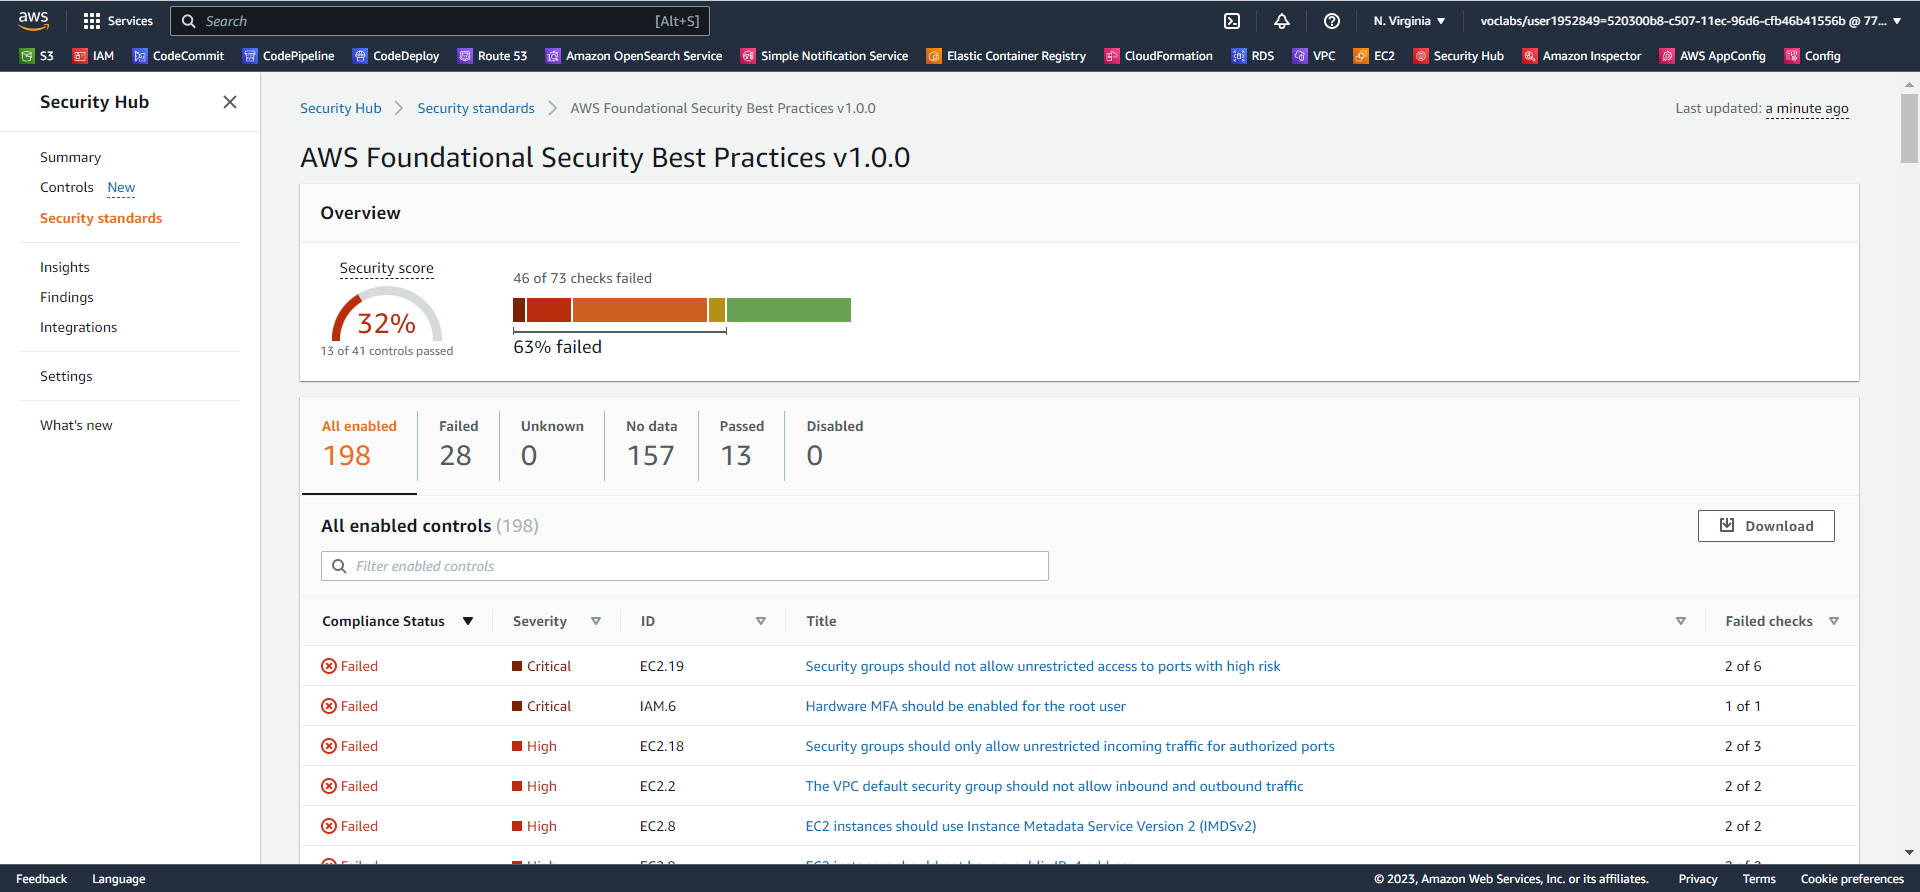 aws
Services
Search [Alt+S]
N. Virginia ▼
voclabs/user1952849=520300b8-c507-11ec-96d6-cfb46b41556b @ 77... ▼
S3 IAM CodeCommit CodePipeline CodeDeploy Route 53 Amazon OpenSearch Service Simple Notification Service Elastic Container Registry CloudFormation RDS VPC EC2 Security Hub Amazon Inspector AWS AppConfig Config
Security Hub
Summary
Controls New
Security standards
Insights
Findings
Integrations
Settings
What's new
Security Hub > Security standards > AWS Foundational Security Best Practices v1.0.0
Last updated: a minute ago
AWS Foundational Security Best Practices v1.0.0
Overview
Security score
32%
13 of 41 controls passed
46 of 73 checks failed
63% failed
All enabled Failed Unknown No data Passed Disabled
198 28 0 157 13 0
All enabled controls (198)
Download
Filter enabled controls
Compliance Status Severity ID Title Failed checks
Failed Critical EC2.19 Security groups should not allow unrestricted access to ports with high risk 2 of 6
Failed Critical IAM.6 Hardware MFA should be enabled for the root user 1 of 1
Failed High EC2.18 Security groups should only allow unrestricted incoming traffic for authorized ports 2 of 3
Failed High EC2.2 The VPC default security group should not allow inbound and outbound traffic 2 of 2
Failed High EC2.8 EC2 instances should use Instance Metadata Service Version 2 (IMDSv2) 2 of 2
Feedback Language
© 2023, Amazon Web Services, Inc. or its affiliates. Privacy Terms Cookie preferences